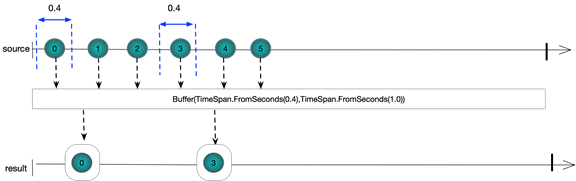 0.4 0.4
source 0 1 2 3 4 5
Buffer(TimeSpan.FromSeconds(0.4),TimeSpan.FromSeconds(1.0))
result 0 3